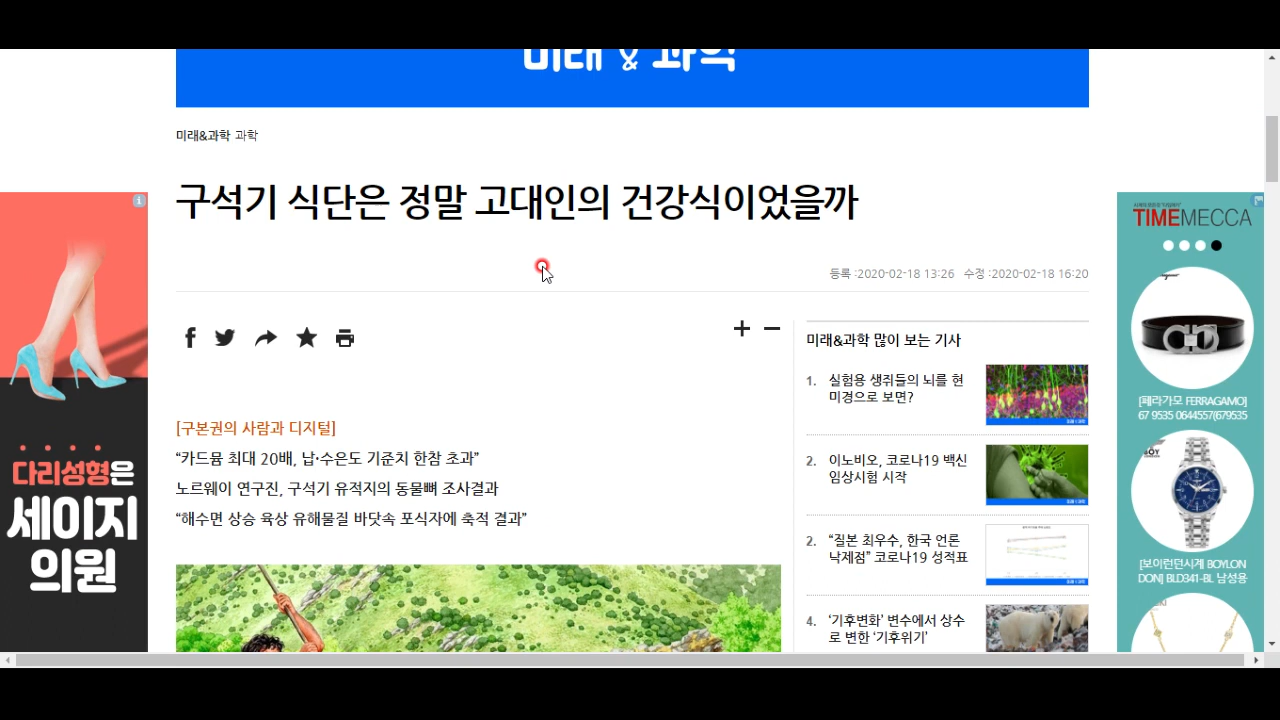 미래 & 과학
미래&과학 과학
구석기 식단은 정말 고대인의 건강식이었을까
등록 :2020-02-18 13:26 수정 :2020-02-18 16:20
[구본권의 사람과 디지털]
“카드뮴 최대 20배, 납·수은도 기준치 한참 초과”
노르웨이 연구진, 구석기 유적지의 동물뼈 조사결과
“해수면 상승 육상 유해물질 바닷속 포식자에 축적 결과”
미래&과학 많이 보는 기사
1. 실험용 생쥐들의 뇌를 현
미경으로 보면?
2. 이노비오, 코로나19 백신
임상시험 시작
2. “질본 최우수, 한국 언론
낙제점” 코로나19 성적표
4. ‘기후변화’ 변수에서 상수
로 변한 ‘기후위기’
다리성형은
세이지
의원
TIMEMECCA
[페라가모 FERRAGAMO]
67 9535 0644557(679535
[보이런던시계 BOYLON
DON] BLD341-BL 남성용